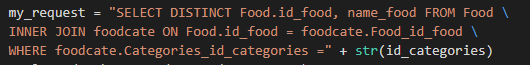 my_request = "SELECT DISTINCT Food.id_food, name_food FROM Food \
INNER JOIN foodcate ON Food.id_food = foodcate.Food_id_food \
WHERE foodcate.Categories_id_categories =" + str(id_categories)